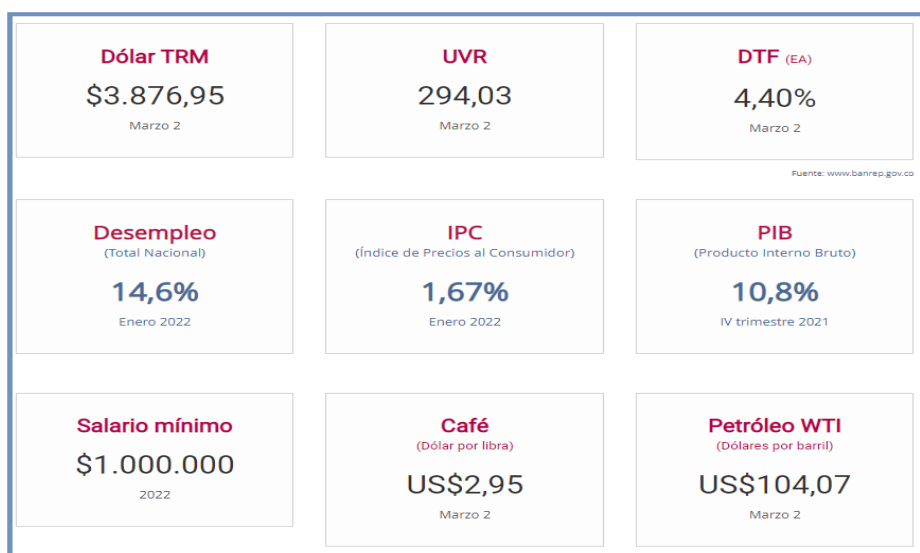 Dólar TRM
$3.876,95
Marzo 2
UVR
294,03
Marzo 2
DTF (EA)
4,40%
Marzo 2
Fuente: www.banrep.gov.co
Desempleo
(Total Nacional)
14,6%
Enero 2022
IPC
(Índice de Precios al Consumidor)
1,67%
Enero 2022
PIB
(Producto Interno Bruto)
10,8%
IV trimestre 2021
Salario mínimo
$1.000.000
2022
Café
(Dólar por libra)
US$2,95
Marzo 2
Petróleo WTI
(Dólares por barril)
US$104,07
Marzo 2